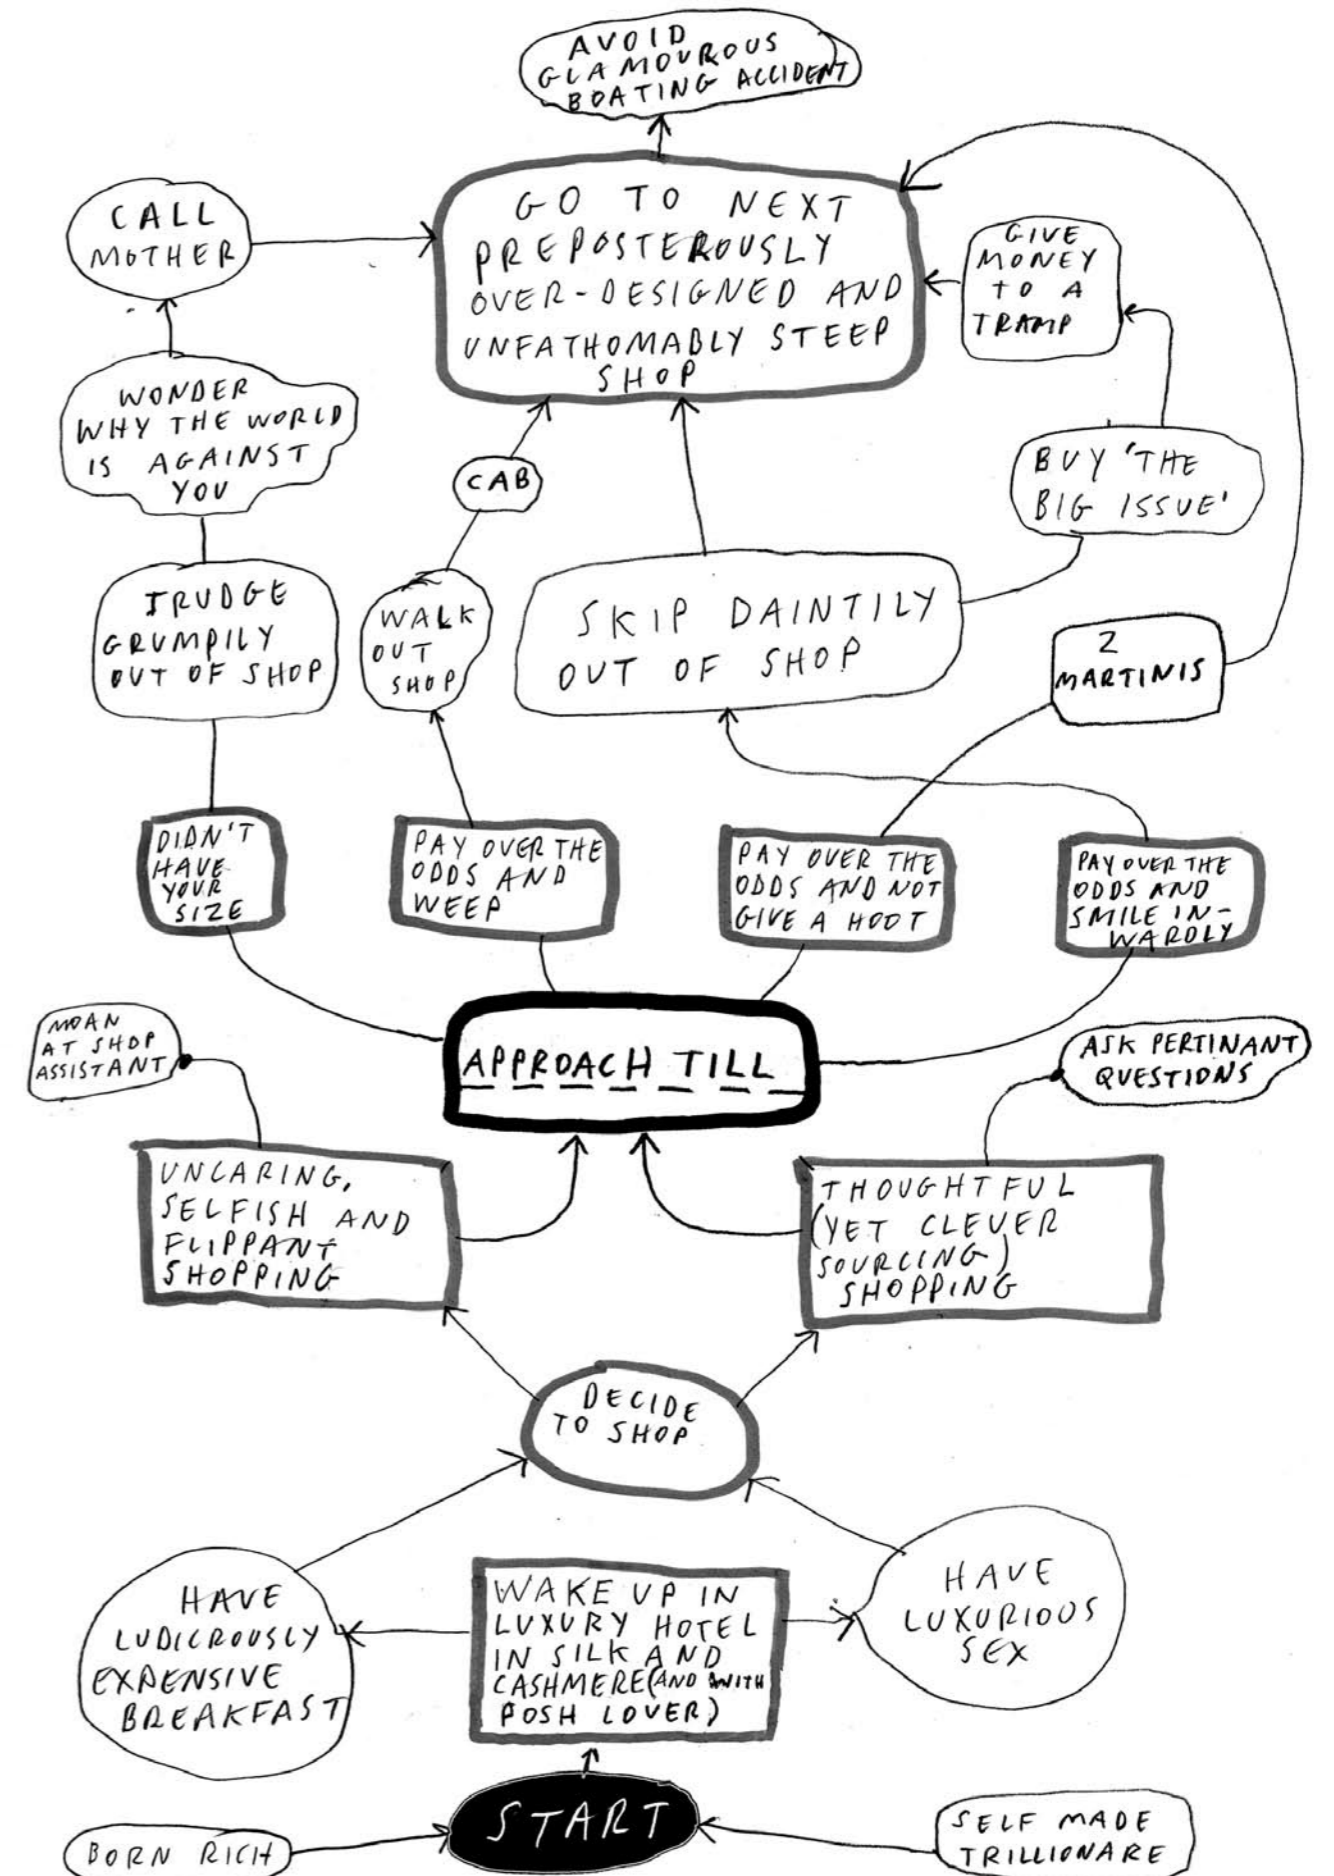 AVOID
GLAMOUROUS
BOATING ACCIDENT
CALL
MOTHER
GO TO NEXT
PREPOSTEROUSLY
OVER-DESIGNED AND
UNFATHOMABLY STEEP
SHOP
GIVE
MONEY
TO A
TRAMP
WONDER
WHY THE WORLD
IS AGAINST
YOU
CAB
BUY 'THE
BIG ISSUE'
TRUDGE
GRUMPILY
OUT OF SHOP
WALK
OUT
SHOP
SKIP DAINTILY
OUT OF SHOP
2
MARTINIS
DIDN'T
HAVE
YOUR
SIZE
PAY OVER THE
ODDS AND
WEEP
PAY OVER THE
ODDS AND NOT
GIVE A HOOT
PAY OVER THE
ODDS AND
SMILE IN-
WARDLY
MOAN
AT SHOP
ASSISTANT
APPROACH TILL
ASK PERTINANT
QUESTIONS
UNCARING,
SELFISH AND
FLIPPANT
SHOPPING
THOUGHTFUL
(YET CLEVER
SOURCING)
SHOPPING
DECIDE
TO SHOP
HAVE
LUDICROUSLY
EXPENSIVE
BREAKFAST
WAKE UP IN
LUXURY HOTEL
IN SILK AND
CASHMERE (AND WITH
POSH LOVER)
HAVE
LUXURIOUS
SEX
START
BORN RICH
SELF MADE
TRILLIONARE